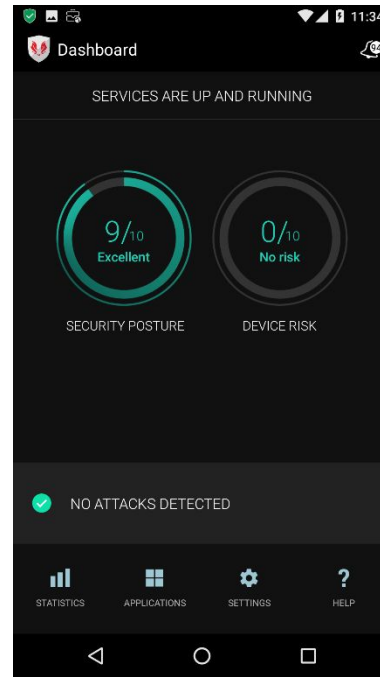 11:34
Dashboard
SERVICES ARE UP AND RUNNING
9/10
Excellent
0/10
No risk
SECURITY POSTURE
DEVICE RISK
NO ATTACKS DETECTED
STATISTICS
APPLICATIONS
SETTINGS
?
HELP